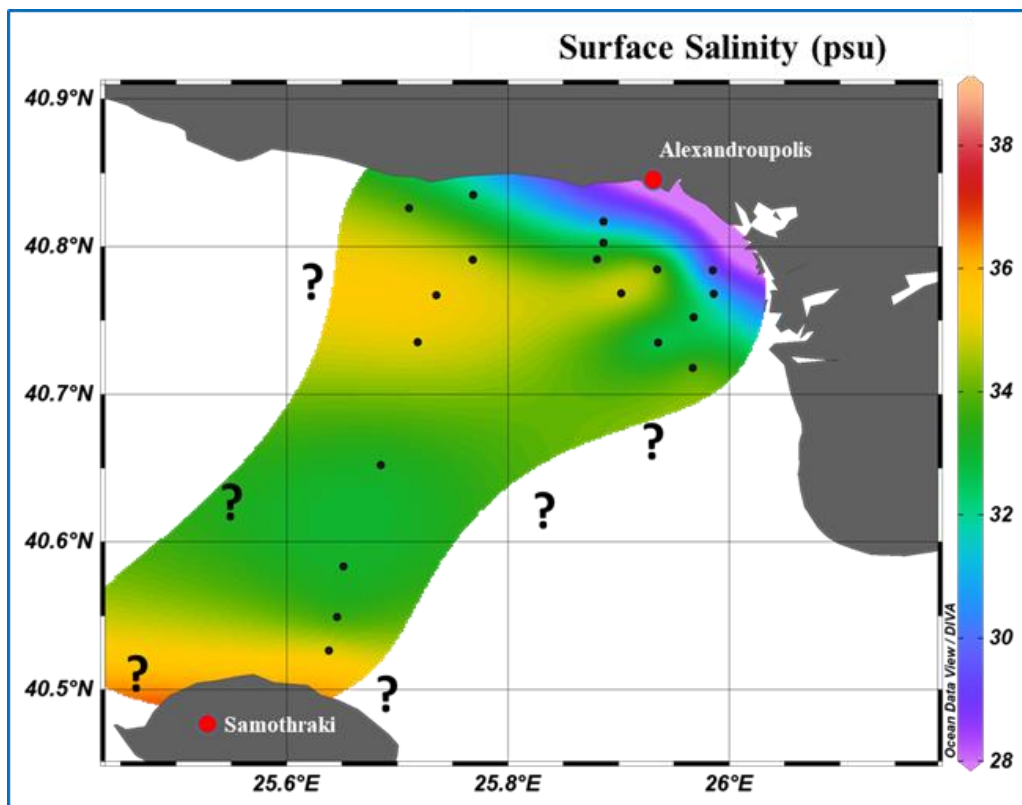 Surface Salinity (psu)
40.9°N
40.8°N
40.7°N
40.6°N
40.5°N
Alexandroupolis
?
?
?
?
?
?
Samothraki
25.6°E
25.8°E
26°E
38
36
34
32
30
28
Ocean Data View / DIVA